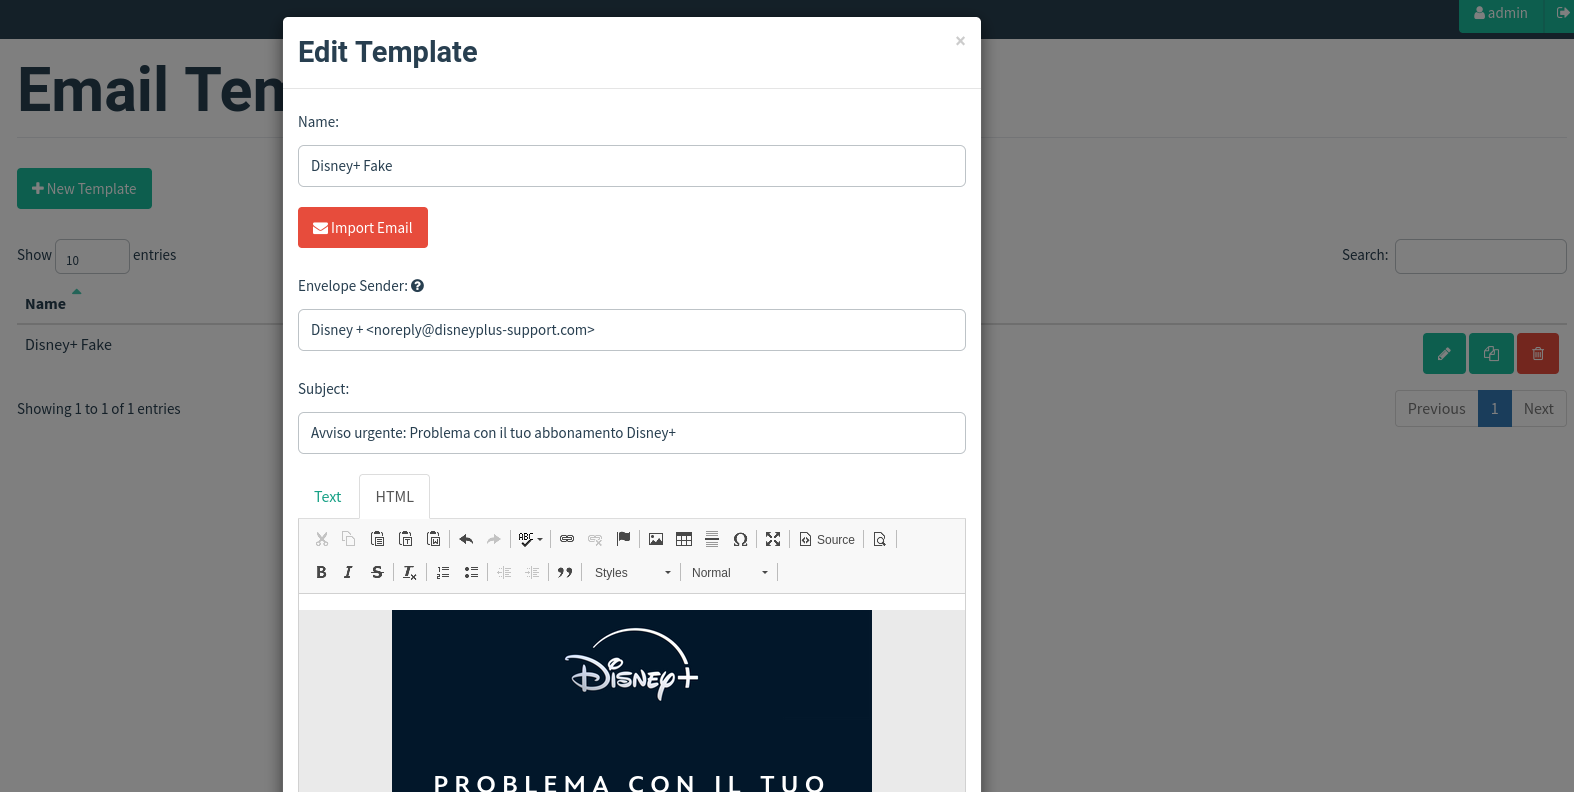 admin
Email Tem
Edit Template
×
Name:
Disney+ Fake
New Template
Import Email
Show 10 entries
Search:
Envelope Sender:
Name
Disney + <noreply@disneyplus-support.com>
Disney+ Fake
Subject:
Showing 1 to 1 of 1 entries
Previous 1 Next
Avviso urgente: Problema con il tuo abbonamento Disney+
Text HTML
ABC Source
B I S Styles Normal
Disney+
PROBLEMA CON IL TUO